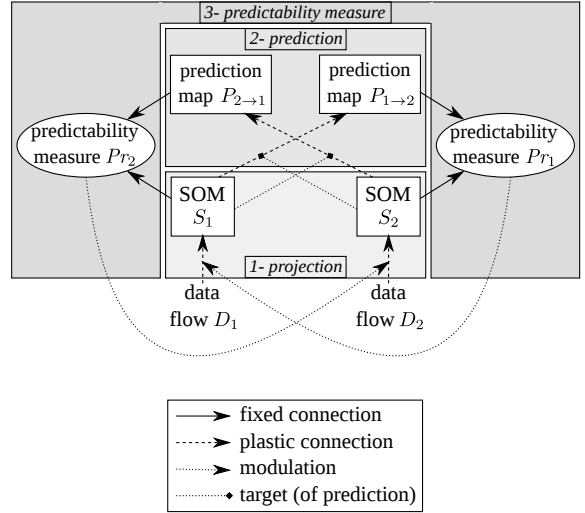 3- predictability measure
2- prediction
prediction
map P₂→₁
prediction
map P₁→₂
predictability
measure Pr₂
predictability
measure Pr₁
SOM
S₁
SOM
S₂
1- projection
data
flow D₁
data
flow D₂
fixed connection
plastic connection
modulation
target (of prediction)